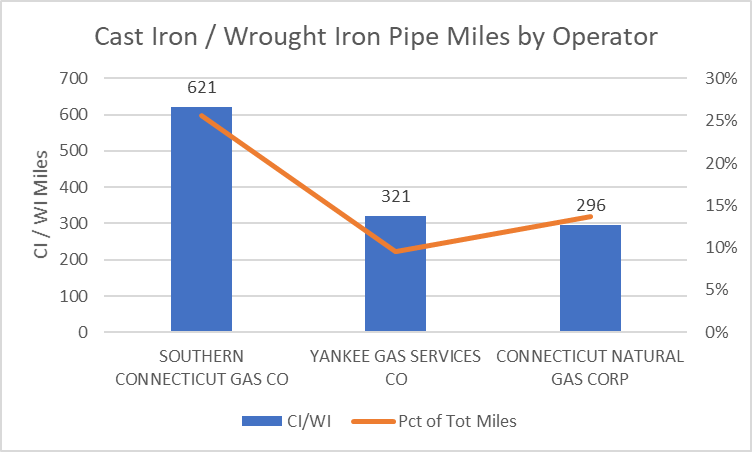 Cast Iron / Wrought Iron Pipe Miles by Operator
CI / WI Miles
700
600
500
400
300
200
100
0
621
321
296
30%
25%
20%
15%
10%
5%
0%
SOUTHERN
CONNECTICUT GAS CO
YANKEE GAS SERVICES
CO
CONNECTICUT NATURAL
GAS CORP
CI/WI
Pct of Tot Miles